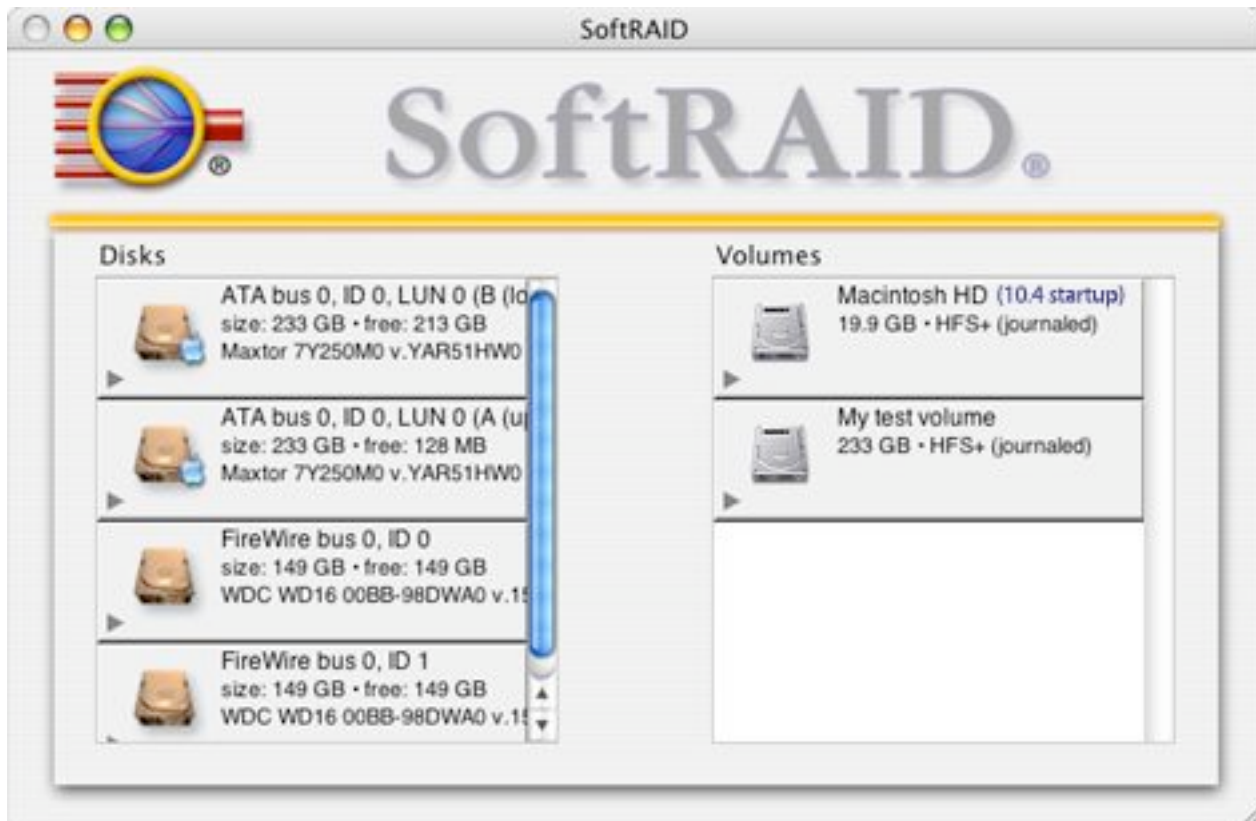 SoftRAID
®
SoftRAID®
Disks
ATA bus 0, ID 0, LUN 0 (B (lo
size: 233 GB • free: 213 GB
Maxtor 7Y250M0 v.YAR51HW0
ATA bus 0, ID 0, LUN 0 (A (up
size: 233 GB • free: 128 MB
Maxtor 7Y250M0 v.YAR51HW0
FireWire bus 0, ID 0
size: 149 GB • free: 149 GB
WDC WD16 00BB-98DWA0 v.15
FireWire bus 0, ID 1
size: 149 GB • free: 149 GB
WDC WD16 00BB-98DWA0 v.15
Volumes
Macintosh HD (10.4 startup)
19.9 GB • HFS+ (journaled)
My test volume
233 GB • HFS+ (journaled)